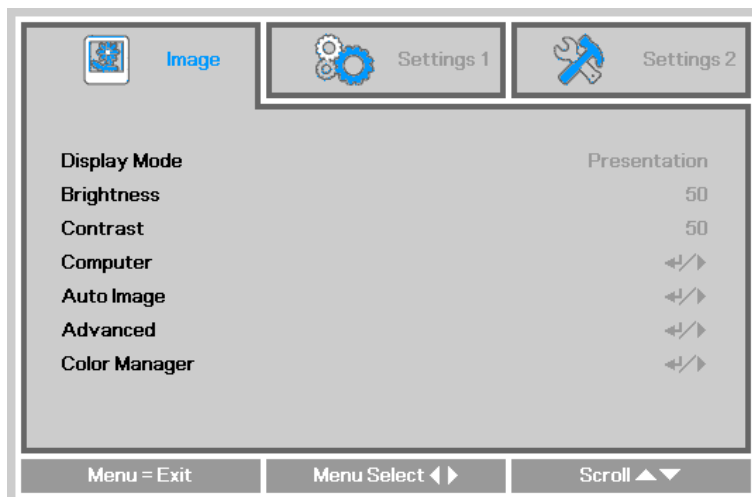 Image
Settings 1
Settings 2
Display Mode Presentation
Brightness 50
Contrast 50
Computer ↵/▶
Auto Image ↵/▶
Advanced ↵/▶
Color Manager ↵/▶
Menu = Exit
Menu Select ◀ ▶
Scroll ▲ ▼